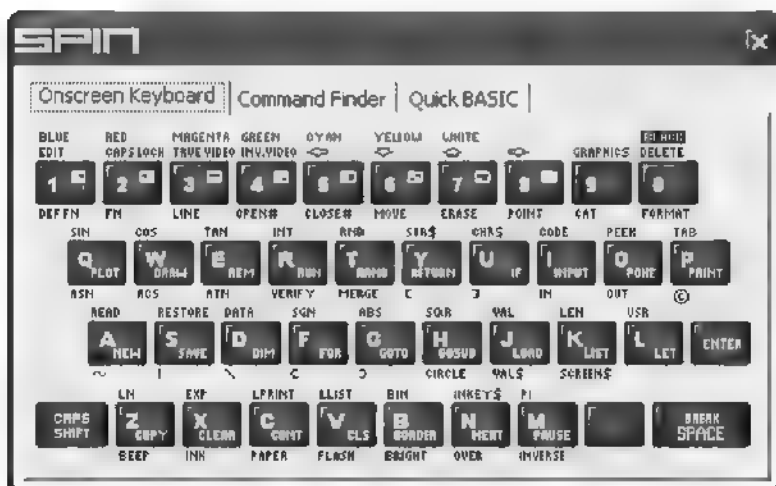 SPIN
x
Onscreen Keyboard Command Finder Quick BASIC
BLUE RED MAGENTA GREEN CYAN YELLOW WHITE BLACK
EDIT CAPS LOCK TRUE VIDEO INV.VIDEO GRAPHICS DELETE
1 2 3 4 5 6 7 8 9
DEF FN FN LINE OPEN# CLOSE# MOVE ERASE POINT CAT FORMAT
SIN COS TAN INT RND STR$ CHR$ CODE PEEK TAB
Q PLOT W DRAW E REM R RUN T RAND Y RETURN U IF I INPUT O POKE P PRINT
ASN ACS ATN VERIFY MERGE [ ] IN OUT ©
READ RESTORE DATA SGN ABS SQR VAL LEN USR
A NEW S SAVE D DIM F FOR G GOTO H GOSUB J LOAD K LIST L LET ENTER
~ | \ CIRCLE VAL$ SCREEN$
LN EXP LPRINT LLIST BIN INKEY$ PI
CAPS SHIFT Z COPY X CLEAR C CONT V CLS B BORDER N NEXT M PAUSE BREAK SPACE
BEEP INK PAPER FLASH BRIGHT OVER INVERSE